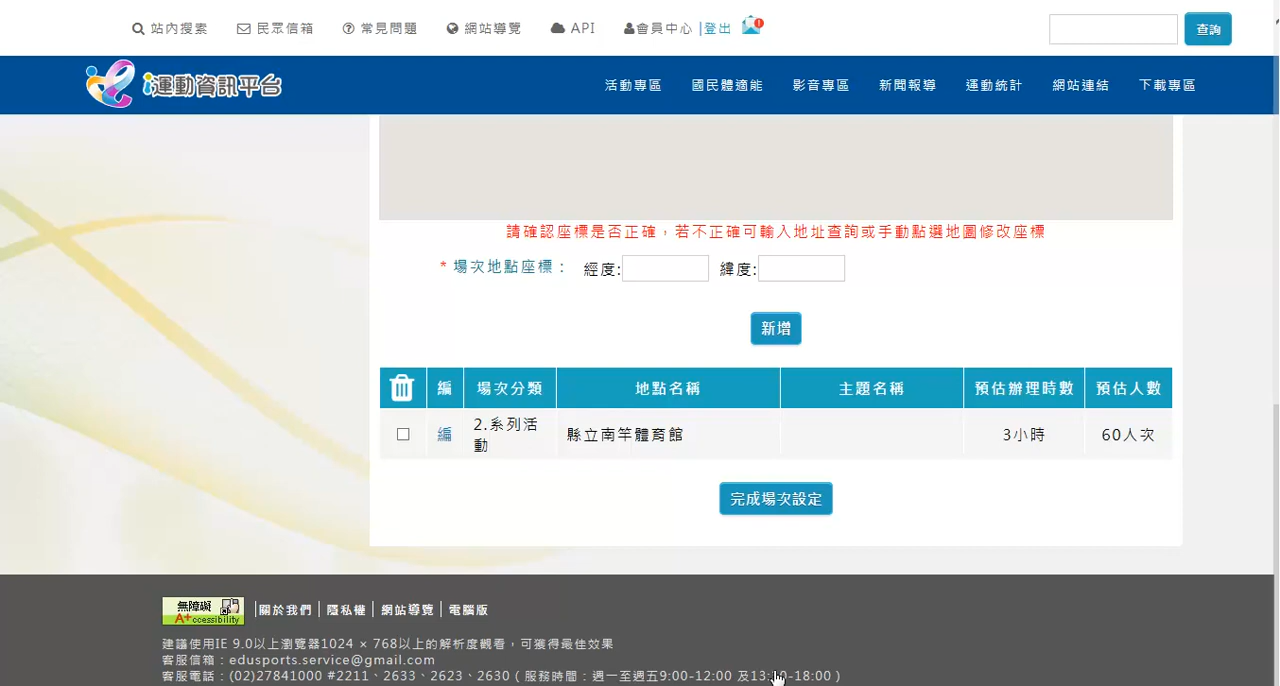 站內搜索 民眾信箱 常見問題 網站導覽 API 會員中心 |登出 查詢
i運動資訊平台 活動專區 國民體適能 影音專區 新聞報導 運動統計 網站連結 下載專區
請確認座標是否正確，若不正確可輸入地址查詢或手動點選地圖修改座標
* 場次地點座標： 經度: 緯度:
新增
編 場次分類 地點名稱 主題名稱 預估辦理時數 預估人數
編 2.系列活動 縣立南竿體育館 3小時 60人次
完成場次設定
無障礙 A+ccessibility |關於我們| 隱私權| 網站導覽| 電腦版
建議使用IE 9.0以上瀏覽器1024 × 768以上的解析度觀看，可獲得最佳效果
客服信箱：edusports.service@gmail.com
客服電話：(02)27841000 #2211、2633、2623、2630 ( 服務時間：週一至週五9:00-12:00 及13: -18:00 )